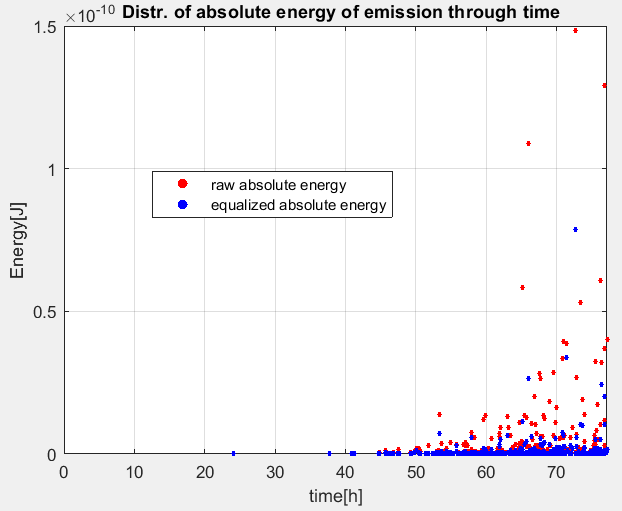 ×10⁻¹⁰ Distr. of absolute energy of emission through time
1.5
1
0.5
0
Energy[J]
raw absolute energy
equalized absolute energy
0 10 20 30 40 50 60 70
time[h]